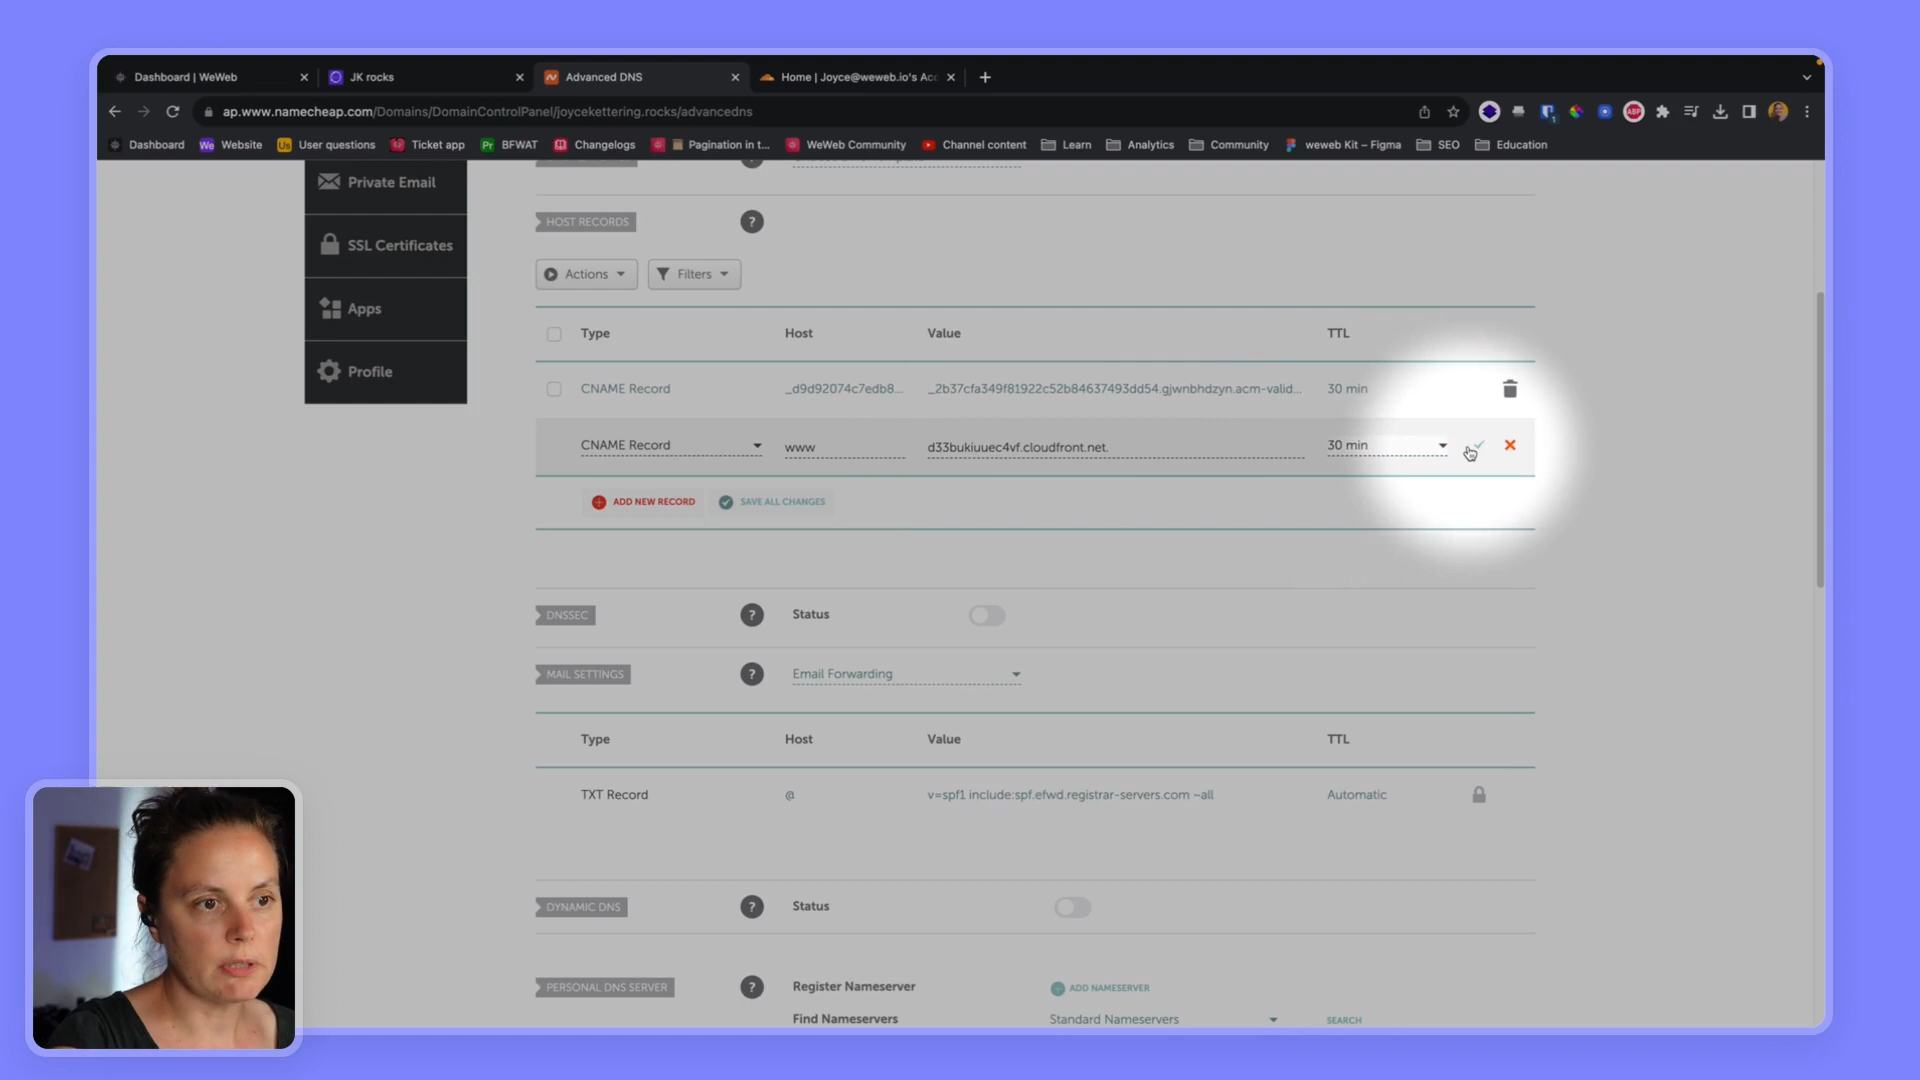 Dashboard | WeWeb
JK rocks
Advanced DNS
Home | Joyce@weweb.io's Acc
ap.www.namecheap.com/Domains/DomainControlPanel/joycekettering.rocks/advancedns
Dashboard
We Website
Us User questions
Ticket app
Pr BFWAT
Changelogs
Pagination in t...
WeWeb Community
Channel content
Learn
Analytics
Community
weweb Kit – Figma
SEO
Education
ABP
Private Email
SSL Certificates
Apps
Profile
HOST RECORDS
?
Actions
Filters
Type Host Value TTL
CNAME Record _d9d92074c7edb8... _2b37cfa349f81922c52b84637493dd54.gjwnbhdzyn.acm-valid... 30 min
CNAME Record www d33bukiuuec4vf.cloudfront.net. 30 min
ADD NEW RECORD SAVE ALL CHANGES
DNSSEC ? Status
MAIL SETTINGS ? Email Forwarding
Type Host Value TTL
TXT Record @ v=spf1 include:spf.efwd.registrar-servers.com ~all Automatic
DYNAMIC DNS ? Status
PERSONAL DNS SERVER ? Register Nameserver ADD NAMESERVER
Find Nameservers Standard Nameservers SEARCH